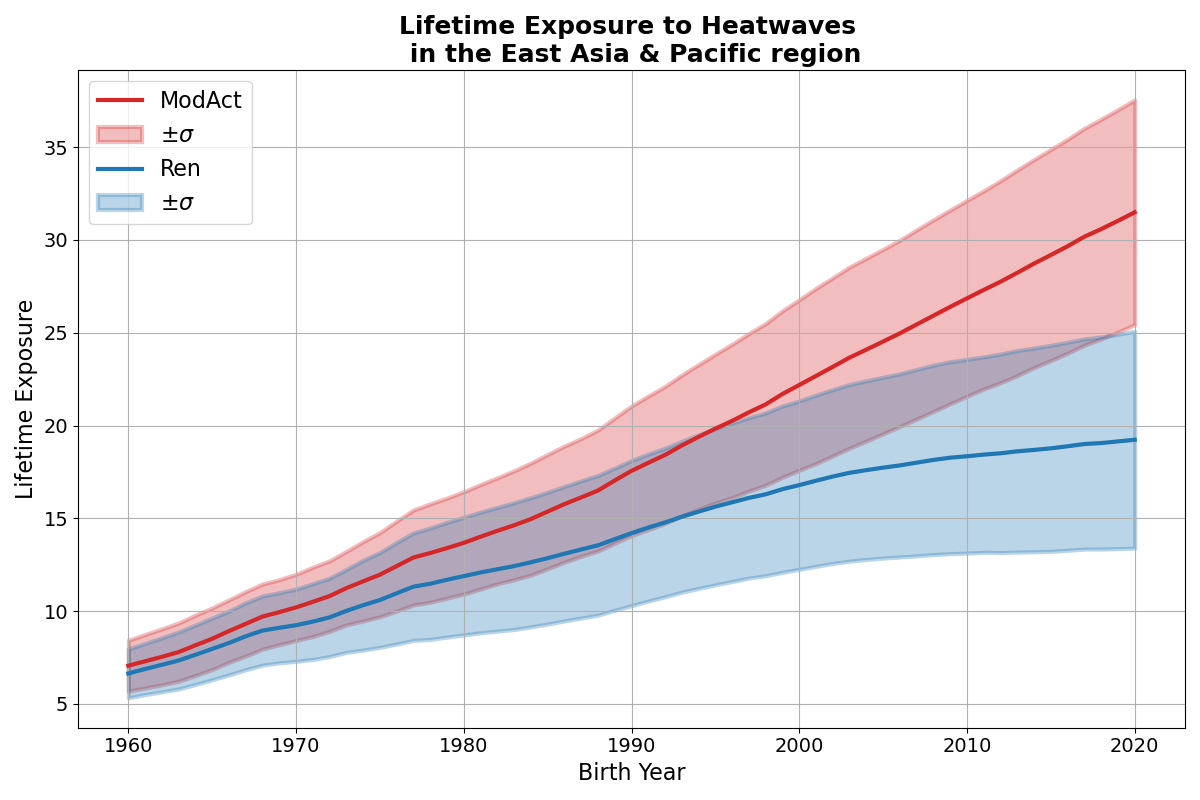 Lifetime Exposure to Heatwaves
in the East Asia & Pacific region
ModAct
±σ
Ren
±σ
Lifetime Exposure
35
30
25
20
15
10
5
1960 1970 1980 1990 2000 2010 2020
Birth Year